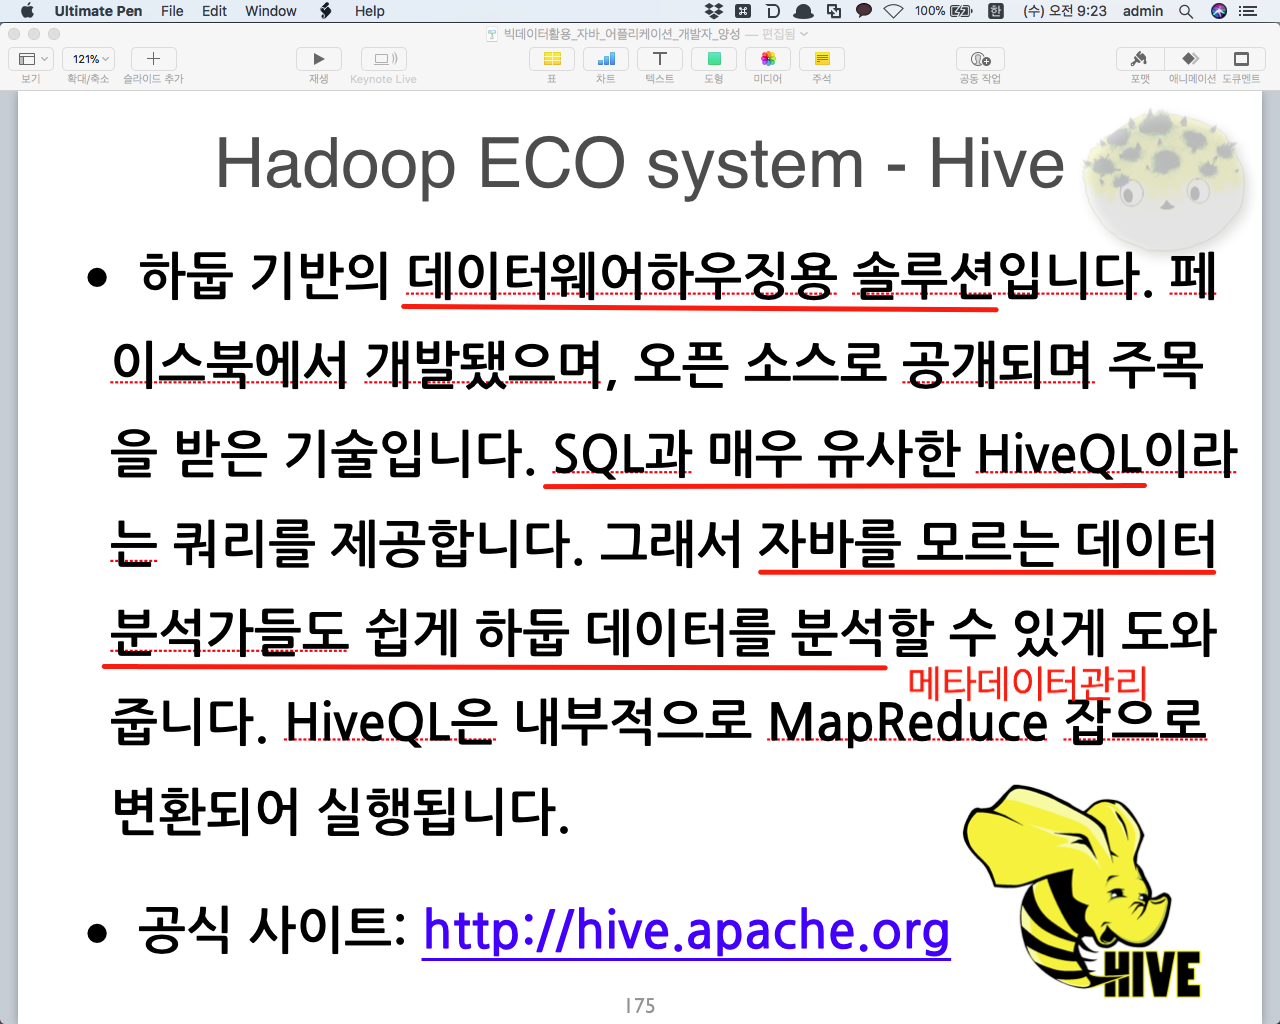 Ultimate Pen File Edit Window Help 100% 한 (수) 오전 9:23 admin
빅데이터활용_자바_어플리케이션_개발자_양성 — 편집됨
121%
보기 확대/축소 슬라이드 추가 재생 Keynote Live 표 차트 텍스트 도형 미디어 주석 공동 작업 포맷 애니메이션 도큐멘트
Hadoop ECO system - Hive
• 하둡 기반의 데이터웨어하우징용 솔루션입니다. 페
이스북에서 개발됐으며, 오픈 소스로 공개되며 주목
을 받은 기술입니다. SQL과 매우 유사한 HiveQL이라
는 쿼리를 제공합니다. 그래서 자바를 모르는 데이터
분석가들도 쉽게 하둡 데이터를 분석할 수 있게 도와
메타데이터관리
줍니다. HiveQL은 내부적으로 MapReduce 잡으로
변환되어 실행됩니다.
• 공식 사이트: http://hive.apache.org
HIVE
175